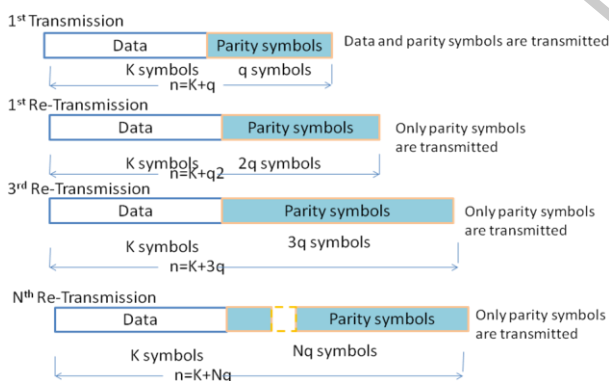 1st Transmission
Data
Parity symbols
Data and parity symbols are transmitted
K symbols
q symbols
n=K+q
1st Re-Transmission
Data
Parity symbols
Only parity symbols
are transmitted
K symbols
2q symbols
n=K+q2
3rd Re-Transmission
Data
Parity symbols
Only parity symbols
are transmitted
K symbols
3q symbols
n=K+3q
Nth Re-Transmission
Data
Parity symbols
Only parity symbols
are transmitted
K symbols
Nq symbols
n=K+Nq